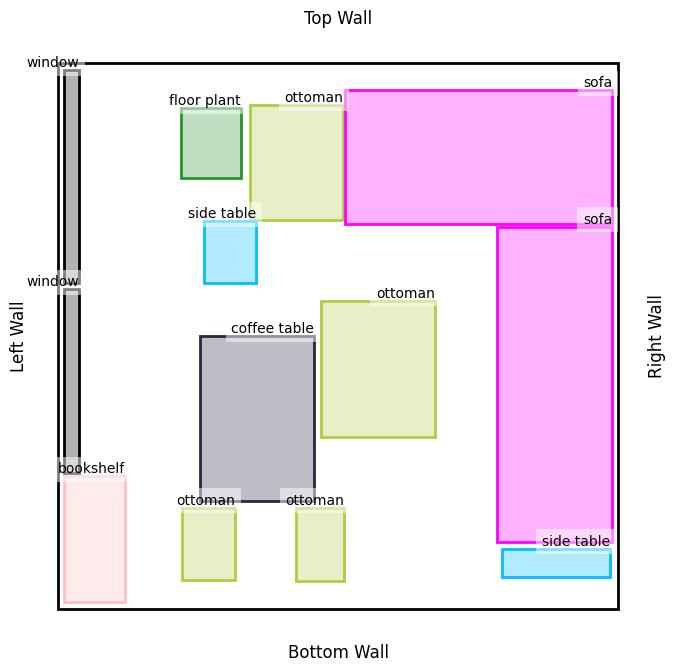 Top Wall
window
sofa
ottoman
floor plant
side table
sofa
window
ottoman
coffee table
Left Wall
Right Wall
bookshelf
ottoman
ottoman
side table
Bottom Wall